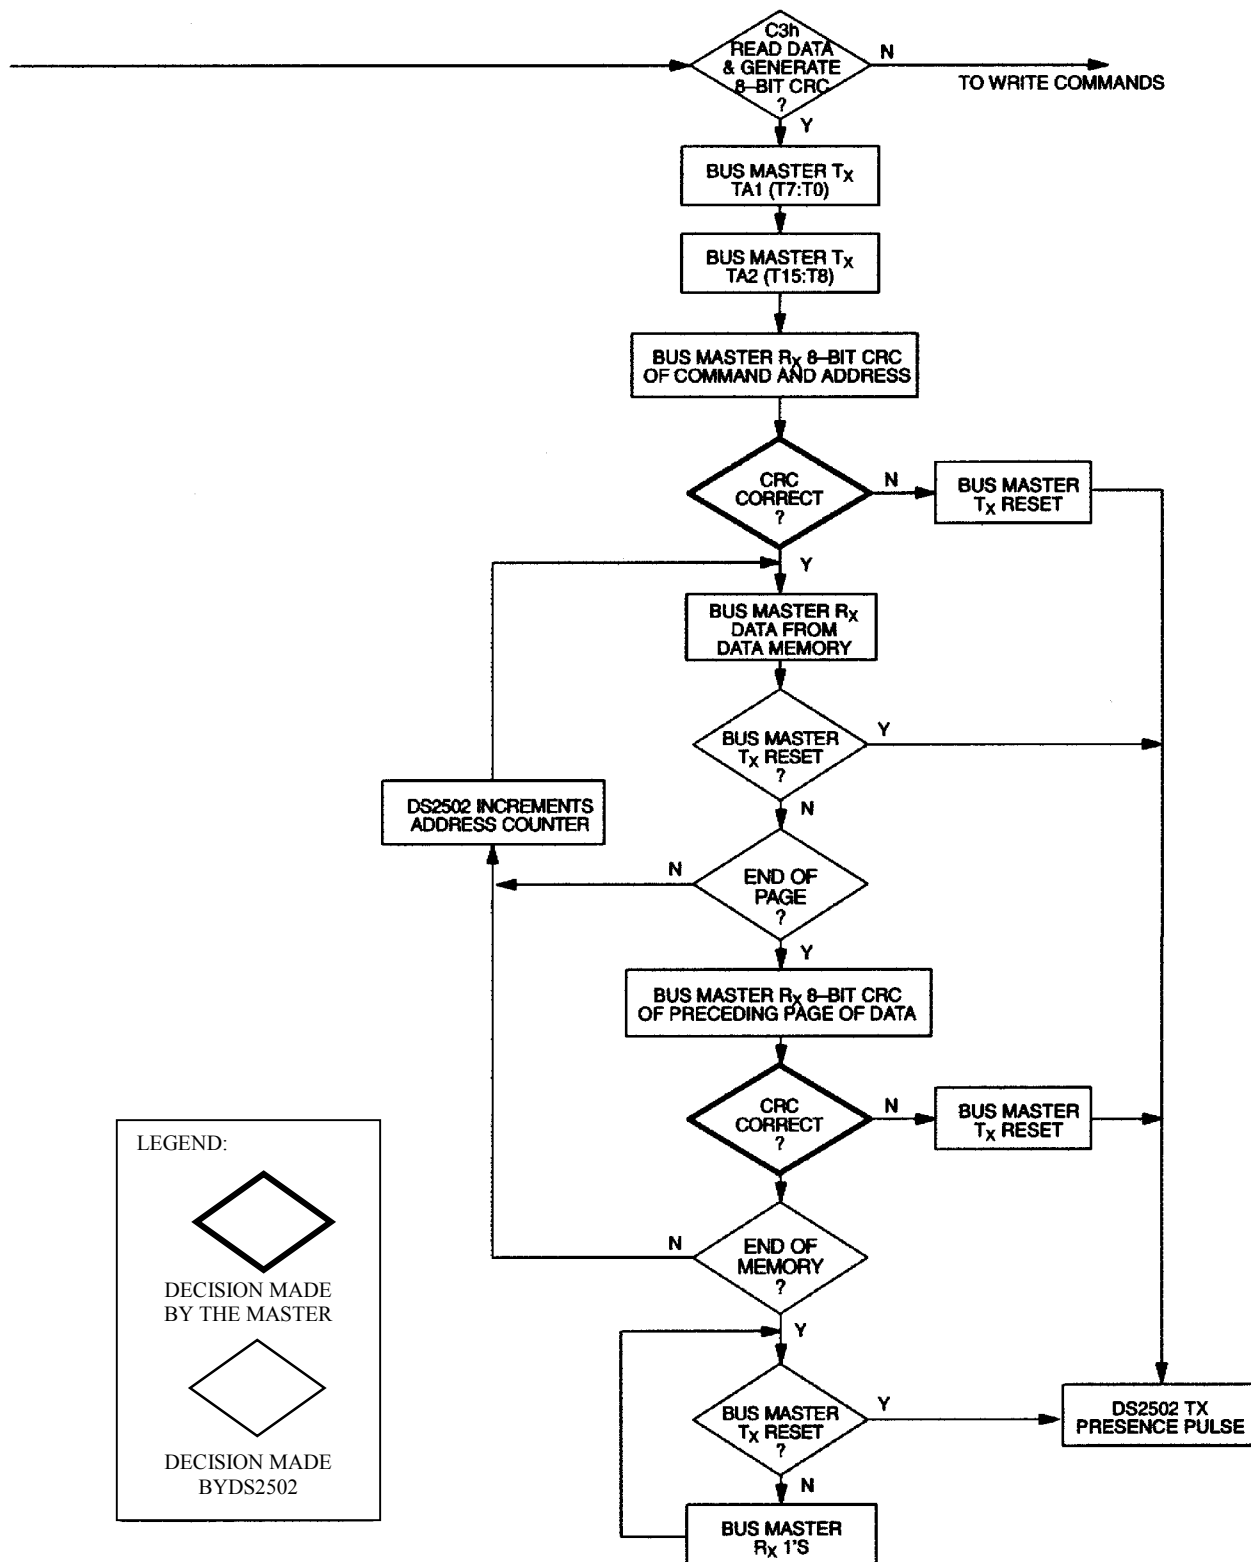 C3h
READ DATA
& GENERATE
8–BIT CRC
?
N
TO WRITE COMMANDS
Y
BUS MASTER TX
TA1 (T7:T0)
BUS MASTER TX
TA2 (T15:T8)
BUS MASTER RX 8–BIT CRC
OF COMMAND AND ADDRESS
CRC
CORRECT
?
N
BUS MASTER
TX RESET
Y
BUS MASTER RX
DATA FROM
DATA MEMORY
BUS MASTER
TX RESET
?
Y
N
DS2502 INCREMENTS
ADDRESS COUNTER
END OF
PAGE
?
N
Y
BUS MASTER RX 8–BIT CRC
OF PRECEDING PAGE OF DATA
CRC
CORRECT
?
N
BUS MASTER
TX RESET
END OF
MEMORY
?
N
Y
BUS MASTER
TX RESET
?
Y
DS2502 TX
PRESENCE PULSE
N
BUS MASTER
RX 1'S
LEGEND:
DECISION MADE
BY THE MASTER
DECISION MADE
BYDS2502